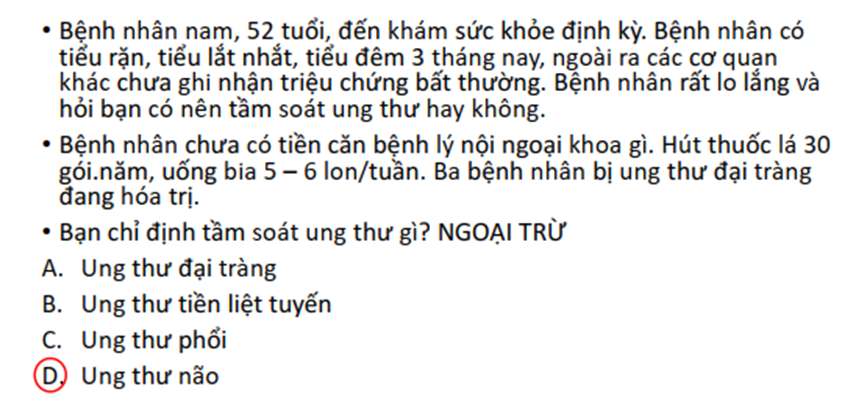 • Bệnh nhân nam, 52 tuổi, đến khám sức khỏe định kỳ. Bệnh nhân có
tiểu rặn, tiểu lắt nhắt, tiểu đêm 3 tháng nay, ngoài ra các cơ quan
khác chưa ghi nhận triệu chứng bất thường. Bệnh nhân rất lo lắng và
hỏi bạn có nên tầm soát ung thư hay không.
• Bệnh nhân chưa có tiền căn bệnh lý nội ngoại khoa gì. Hút thuốc lá 30
gói.năm, uống bia 5 – 6 lon/tuần. Ba bệnh nhân bị ung thư đại tràng
đang hóa trị.
• Bạn chỉ định tầm soát ung thư gì? NGOẠI TRỪ
A. Ung thư đại tràng
B. Ung thư tiền liệt tuyến
C. Ung thư phổi
D. Ung thư não